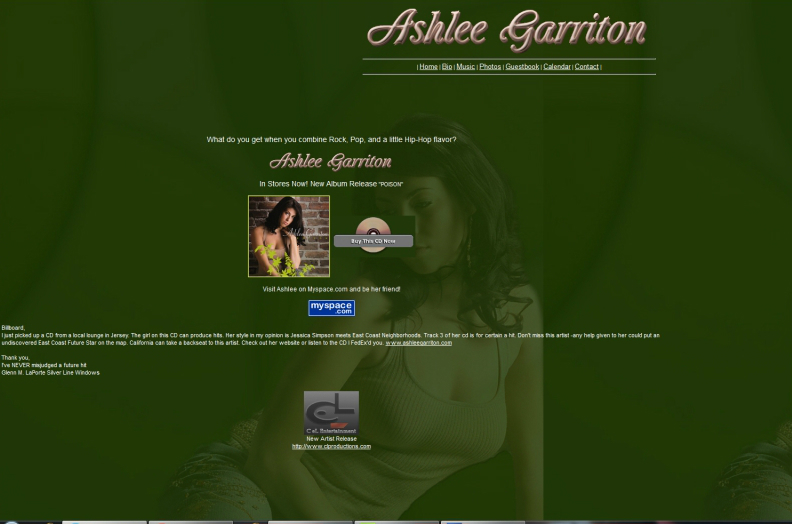 Ashlee Garriton
| Home | Bio | Music | Photos | Guestbook | Calendar | Contact |
What do you get when you combine Rock, Pop, and a little Hip-Hop flavor?
Ashlee Garriton
In Stores Now! New Album Release "POISON"
Ashlee Garriton
Buy This CD Now
Visit Ashlee on Myspace.com and be her friend!
myspace
.com
Billboard,
I just picked up a CD from a local lounge in Jersey. The girl on this CD can produce hits. Her style in my opinion is Jessica Simpson meets East Coast Neighborhoods. Track 3 of her cd is for certain a hit. Don't miss this artist -any help given to her could put an
undiscovered East Coast Future Star on the map. California can take a backseat to this artist. Check out her website or listen to the CD I FedEx'd you. www.ashleegarriton.com
Thank you,
I've NEVER misjudged a future hit
Glenn M. LaPorte Silver Line Windows
CL
C&L Entertainment
New Artist Release
http://www.clproductions.com